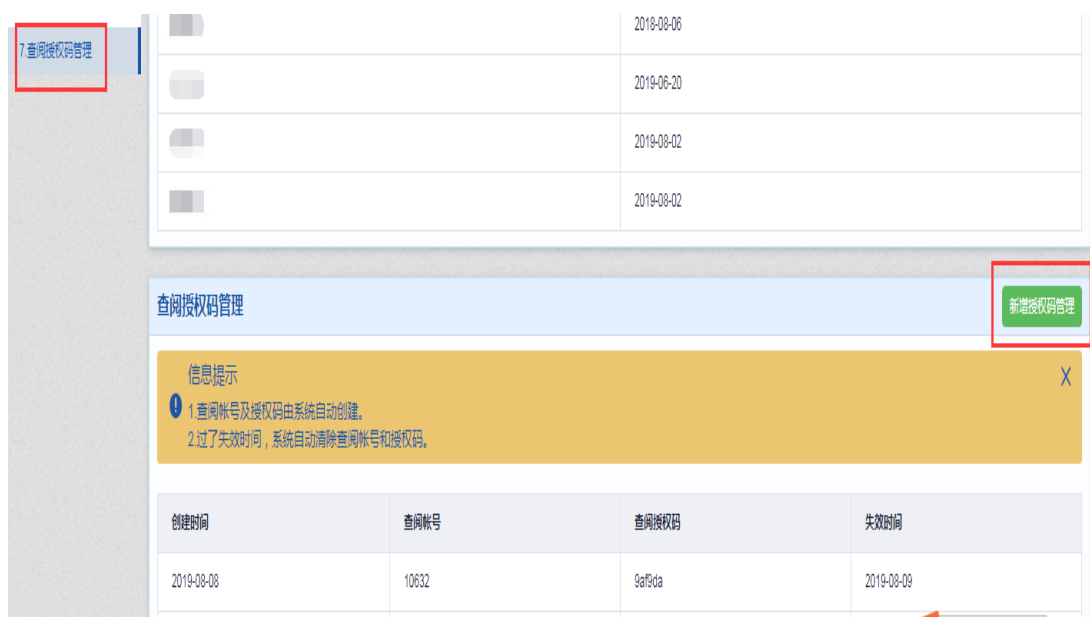 7.查阅授权码管理
2018-08-06
2019-06-20
2019-08-02
2019-08-02
查阅授权码管理
新增授权码管理
信息提示
X
1.查阅帐号及授权码由系统自动创建。
2.过了失效时间，系统自动清除查阅帐号和授权码。
创建时间 查阅帐号 查阅授权码 失效时间
2019-08-08 10632 9af9da 2019-08-09